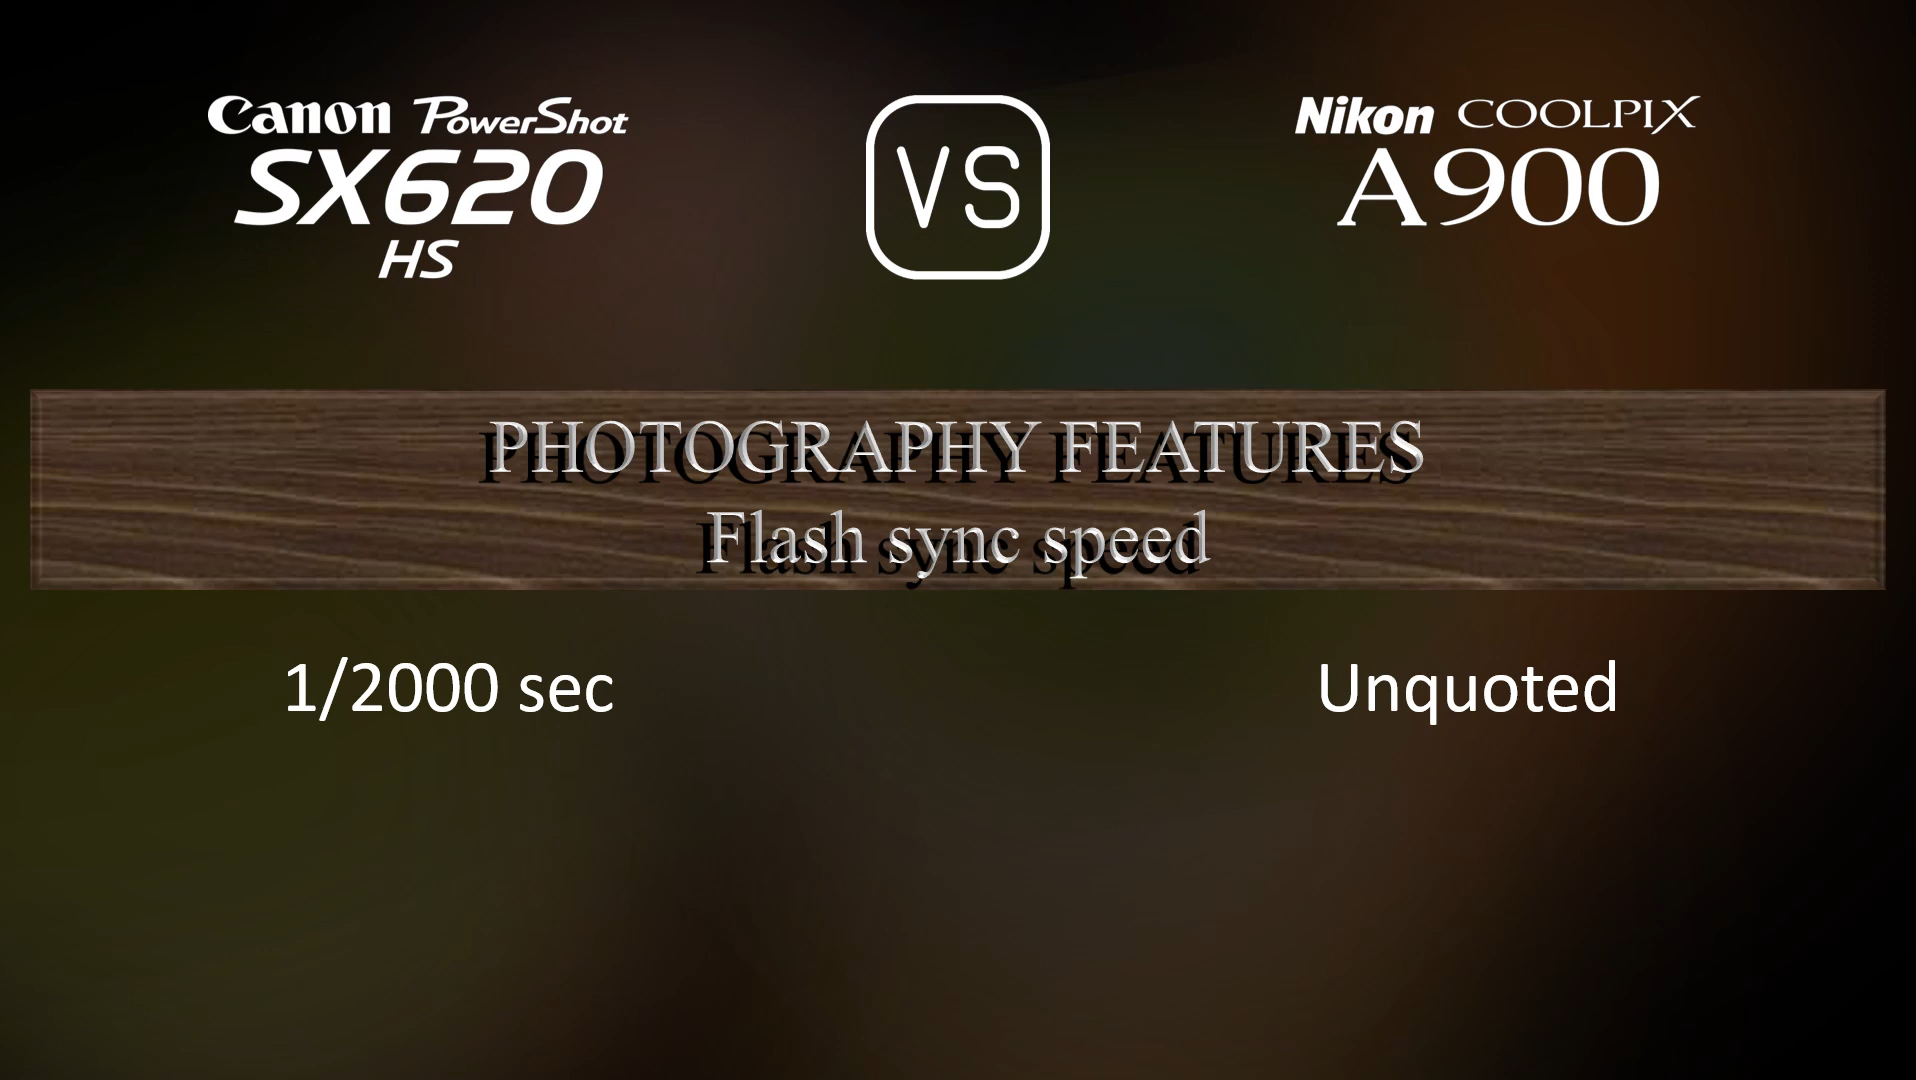 Canon PowerShot
SX620
HS
VS
Nikon COOLPIX
A900
PHOTOGRAPHY FEATURES
Flash sync speed
1/2000 sec
Unquoted